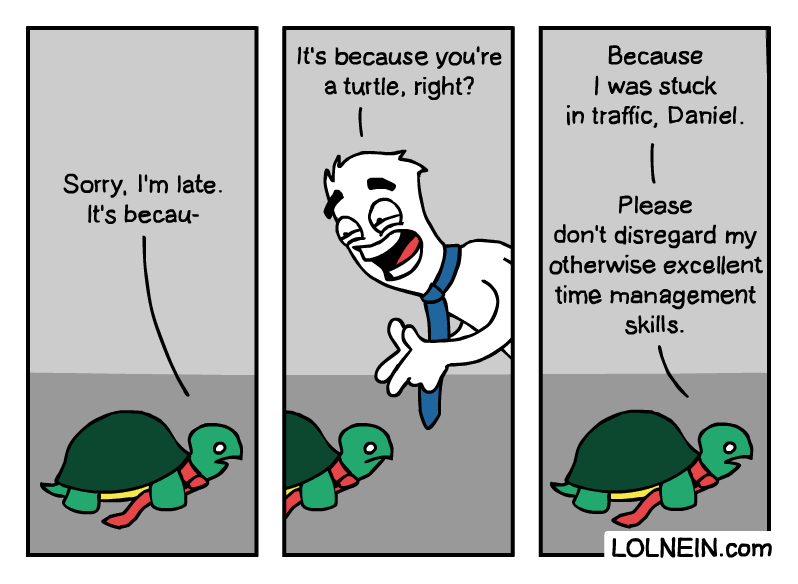 Sorry, I'm late.
It's becau-
It's because you're
a turtle, right?
Because
I was stuck
in traffic, Daniel.
Please
don't disregard my
otherwise excellent
time management
skills.
LOLNEIN.com